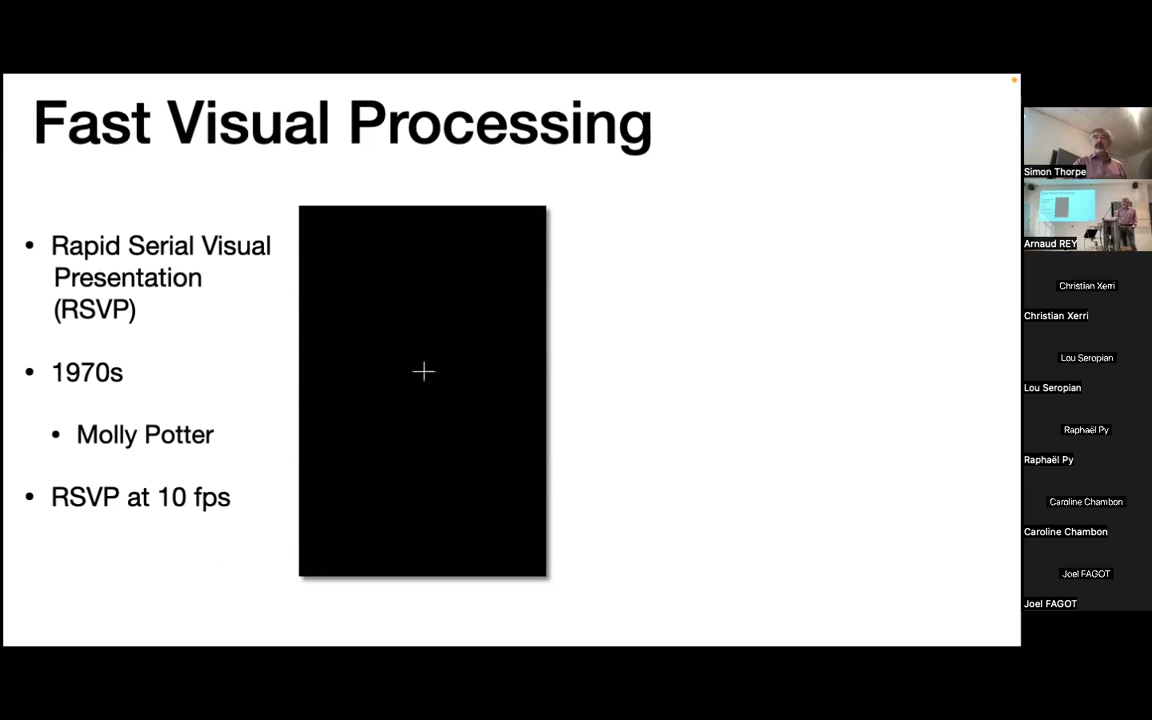 Fast Visual Processing
• Rapid Serial Visual
Presentation
(RSVP)
• 1970s
• Molly Potter
• RSVP at 10 fps
Simon Thorpe
Arnaud REY
Christian Xerri
Christian Xerri
Lou Seropian
Lou Seropian
Raphaël Py
Raphaël Py
Caroline Chambon
Caroline Chambon
Joel FAGOT
Joel FAGOT